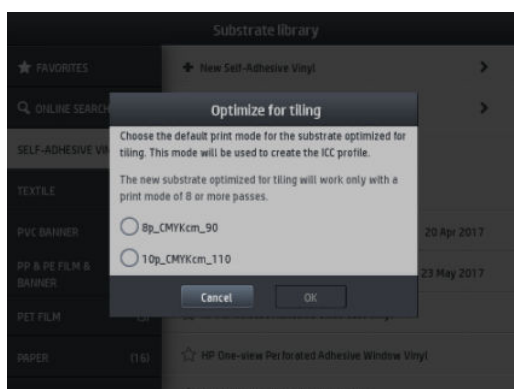 Substrate library
FAVORITES
New Self-Adhesive Vinyl
ONLINE SEARCH
Optimize for tiling
Choose the default print mode for the substrate optimized for
tiling. This mode will be used to create the ICC profile.
The new substrate optimized for tiling will work only with a
print mode of 8 or more passes.
8p_CMYKcm_90
10p_CMYKcm_110
Cancel
OK
SELF-ADHESIVE VIN
TEXTILE
PVC BANNER
20 Apr 2017
PP & PE FILM &
BANNER
23 May 2017
PET FILM
PAPER (16)
HP One-view Perforated Adhesive Window Vinyl